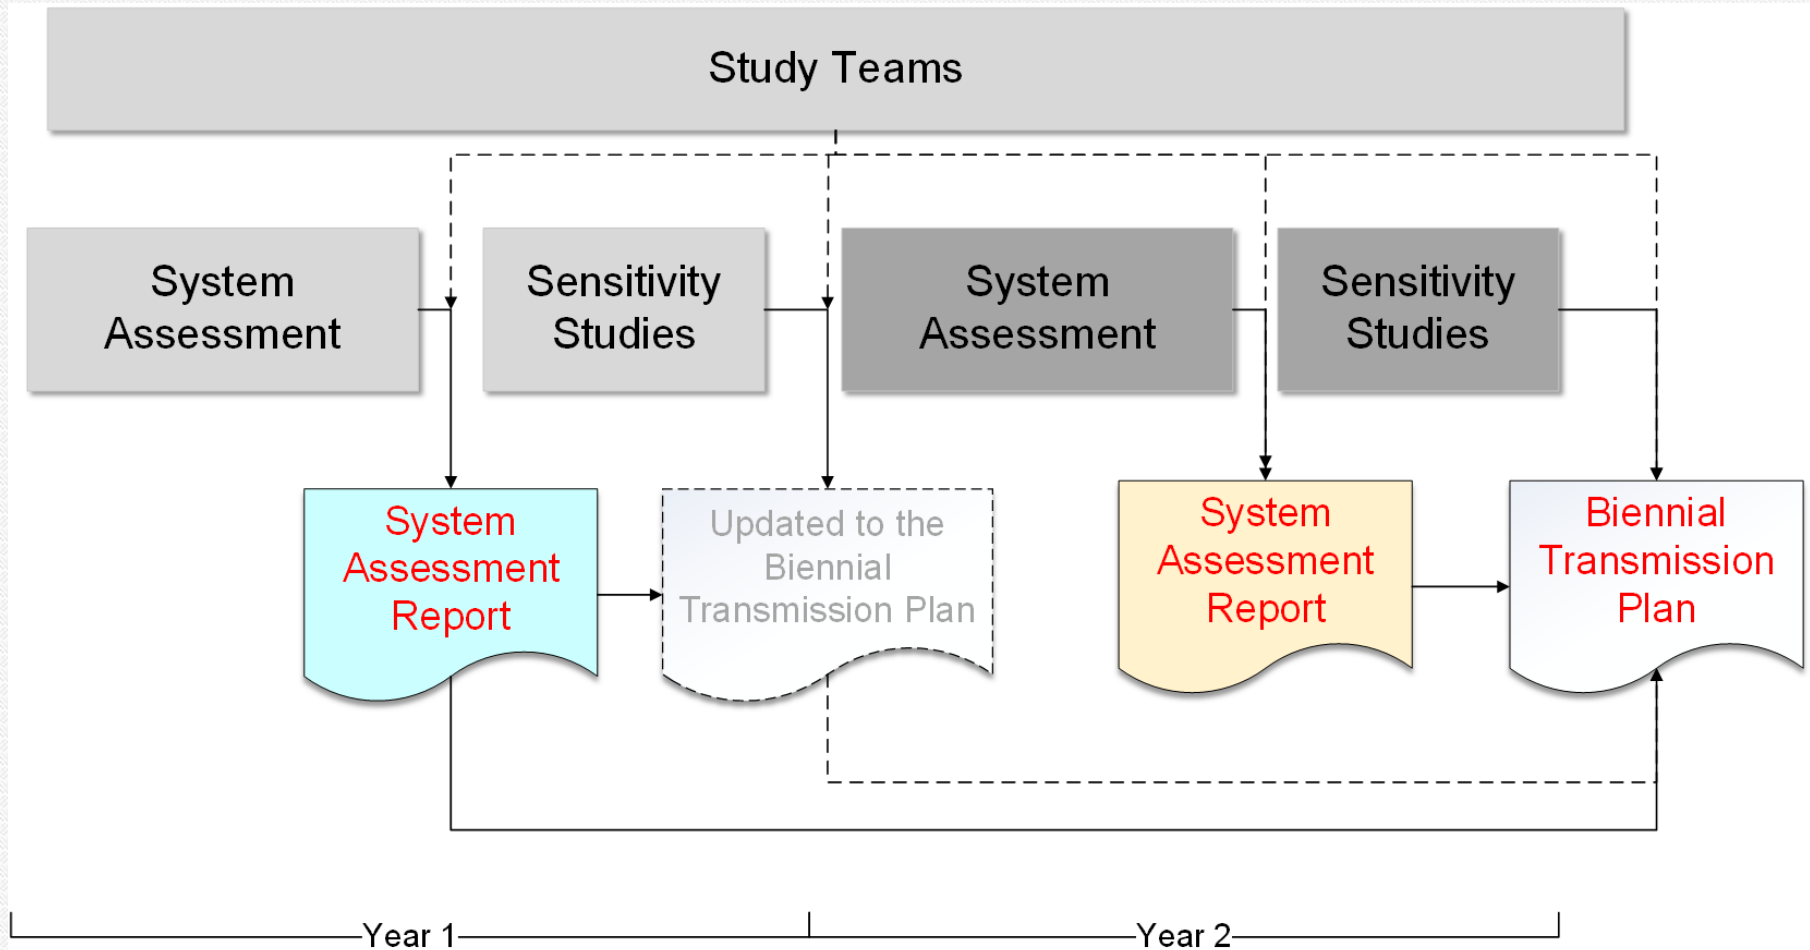 Study Teams
System
Assessment
Sensitivity
Studies
System
Assessment
Sensitivity
Studies
System
Assessment
Report
Updated to the
Biennial
Transmission Plan
System
Assessment
Report
Biennial
Transmission
Plan
Year 1
Year 2